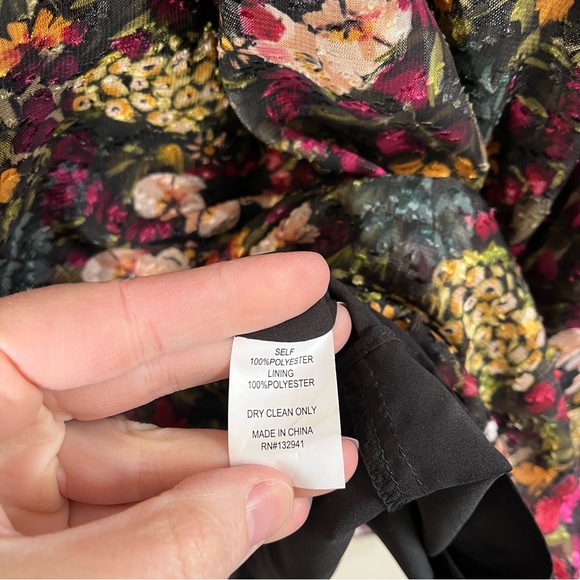 SELF
100%POLYESTER
LINING
100%POLYESTER
DRY CLEAN ONLY
MADE IN CHINA
RN#132941